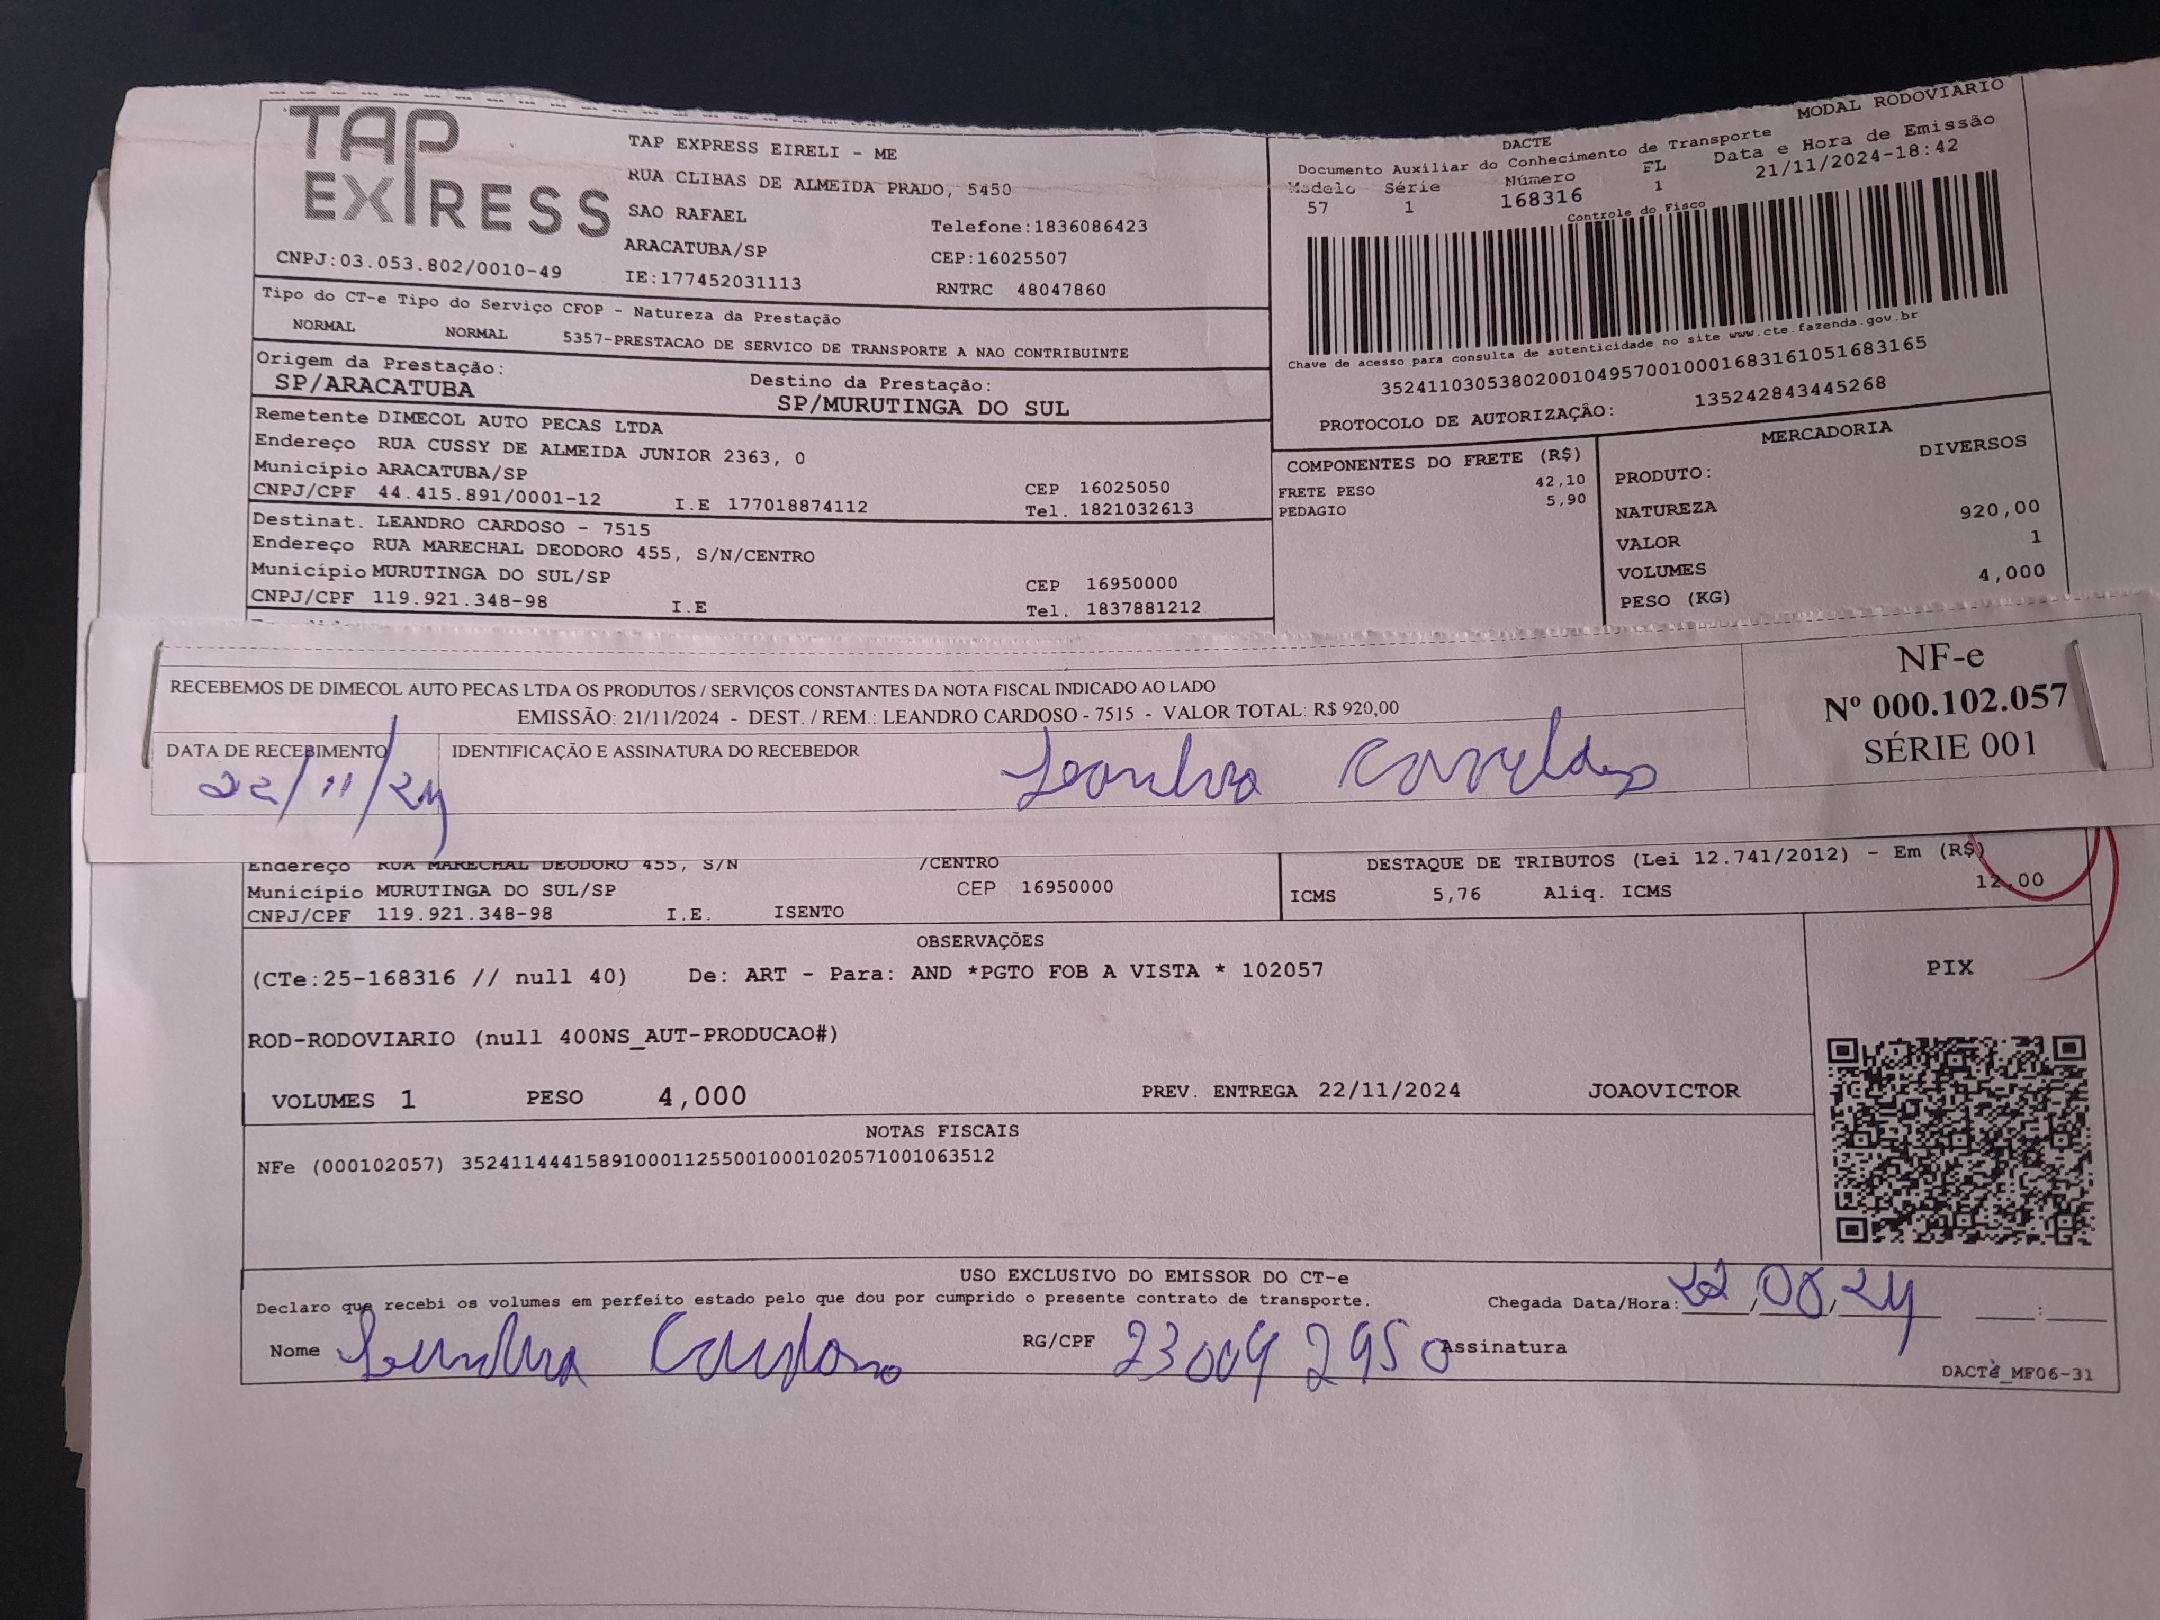 TAP EXPRESS
TAP EXPRESS EIRELI - ME
RUA CLIBAS DE ALMEIDA PRADO, 5450
SAO RAFAEL
Telefone:1836086423
ARACATUBA/SP
CEP:16025507
CNPJ:03.053.802/0010-49
IE:177452031113
RNTRC 48047860
Tipo do CT-e Tipo do Serviço CFOP - Natureza da Prestação
NORMAL NORMAL 5357-PRESTACAO DE SERVICO DE TRANSPORTE A NAO CONTRIBUINTE
Origem da Prestação:
SP/ARACATUBA
Destino da Prestação:
SP/MURUTINGA DO SUL
Remetente DIMECOL AUTO PECAS LTDA
Endereço RUA CUSSY DE ALMEIDA JUNIOR 2363, 0
Município ARACATUBA/SP
CEP 16025050
CNPJ/CPF 44.415.891/0001-12 I.E 177018874112 Tel. 1821032613
Destinat. LEANDRO CARDOSO - 7515
Endereço RUA MARECHAL DEODORO 455, S/N/CENTRO
Município MURUTINGA DO SUL/SP CEP 16950000
CNPJ/CPF 119.921.348-98 I.E Tel. 1837881212
DACTE
MODAL RODOVIARIO
Documento Auxiliar do Conhecimento de Transporte
Modelo Série Número FL Data e Hora de Emissão
57 1 168316 1 21/11/2024-18:42
Controle do Fisco
Chave de acesso para consulta de autenticidade no site www.cte.fazenda.gov.br
35241103053802001049570010001683161051683165
PROTOCOLO DE AUTORIZAÇÃO: 135242843445268
COMPONENTES DO FRETE (R$)
FRETE PESO 42,10
PEDAGIO 5,90
MERCADORIA
PRODUTO: DIVERSOS
NATUREZA
VALOR 920,00
VOLUMES 1
PESO (KG) 4,000
RECEBEMOS DE DIMECOL AUTO PECAS LTDA OS PRODUTOS / SERVIÇOS CONSTANTES DA NOTA FISCAL INDICADO AO LADO
EMISSÃO: 21/11/2024 - DEST. / REM.: LEANDRO CARDOSO - 7515 - VALOR TOTAL: R$ 920,00
DATA DE RECEBIMENTO
22/11/24
IDENTIFICAÇÃO E ASSINATURA DO RECEBEDOR
NF-e
Nº 000.102.057
SÉRIE 001
Endereço RUA MARECHAL DEODORO 455, S/N /CENTRO
Município MURUTINGA DO SUL/SP CEP 16950000
CNPJ/CPF 119.921.348-98 I.E. ISENTO
DESTAQUE DE TRIBUTOS (Lei 12.741/2012) - Em (R$)
ICMS 5,76 Aliq. ICMS 12,00
OBSERVAÇÕES
(CTe:25-168316 // null 40) De: ART - Para: AND *PGTO FOB A VISTA * 102057
ROD-RODOVIARIO (null 400NS_AUT-PRODUCAO#)
VOLUMES 1 PESO 4,000 PREV. ENTREGA 22/11/2024 JOAOVICTOR
PIX
NOTAS FISCAIS
NFe (000102057) 35241144415891000112550010001020571001063512
USO EXCLUSIVO DO EMISSOR DO CT-e
Declaro que recebi os volumes em perfeito estado pelo que dou por cumprido o presente contrato de transporte.
Chegada Data/Hora: / / 24 :
Nome Leandro Cardoso RG/CPF 230092950 Assinatura
DACTe_MF06-31